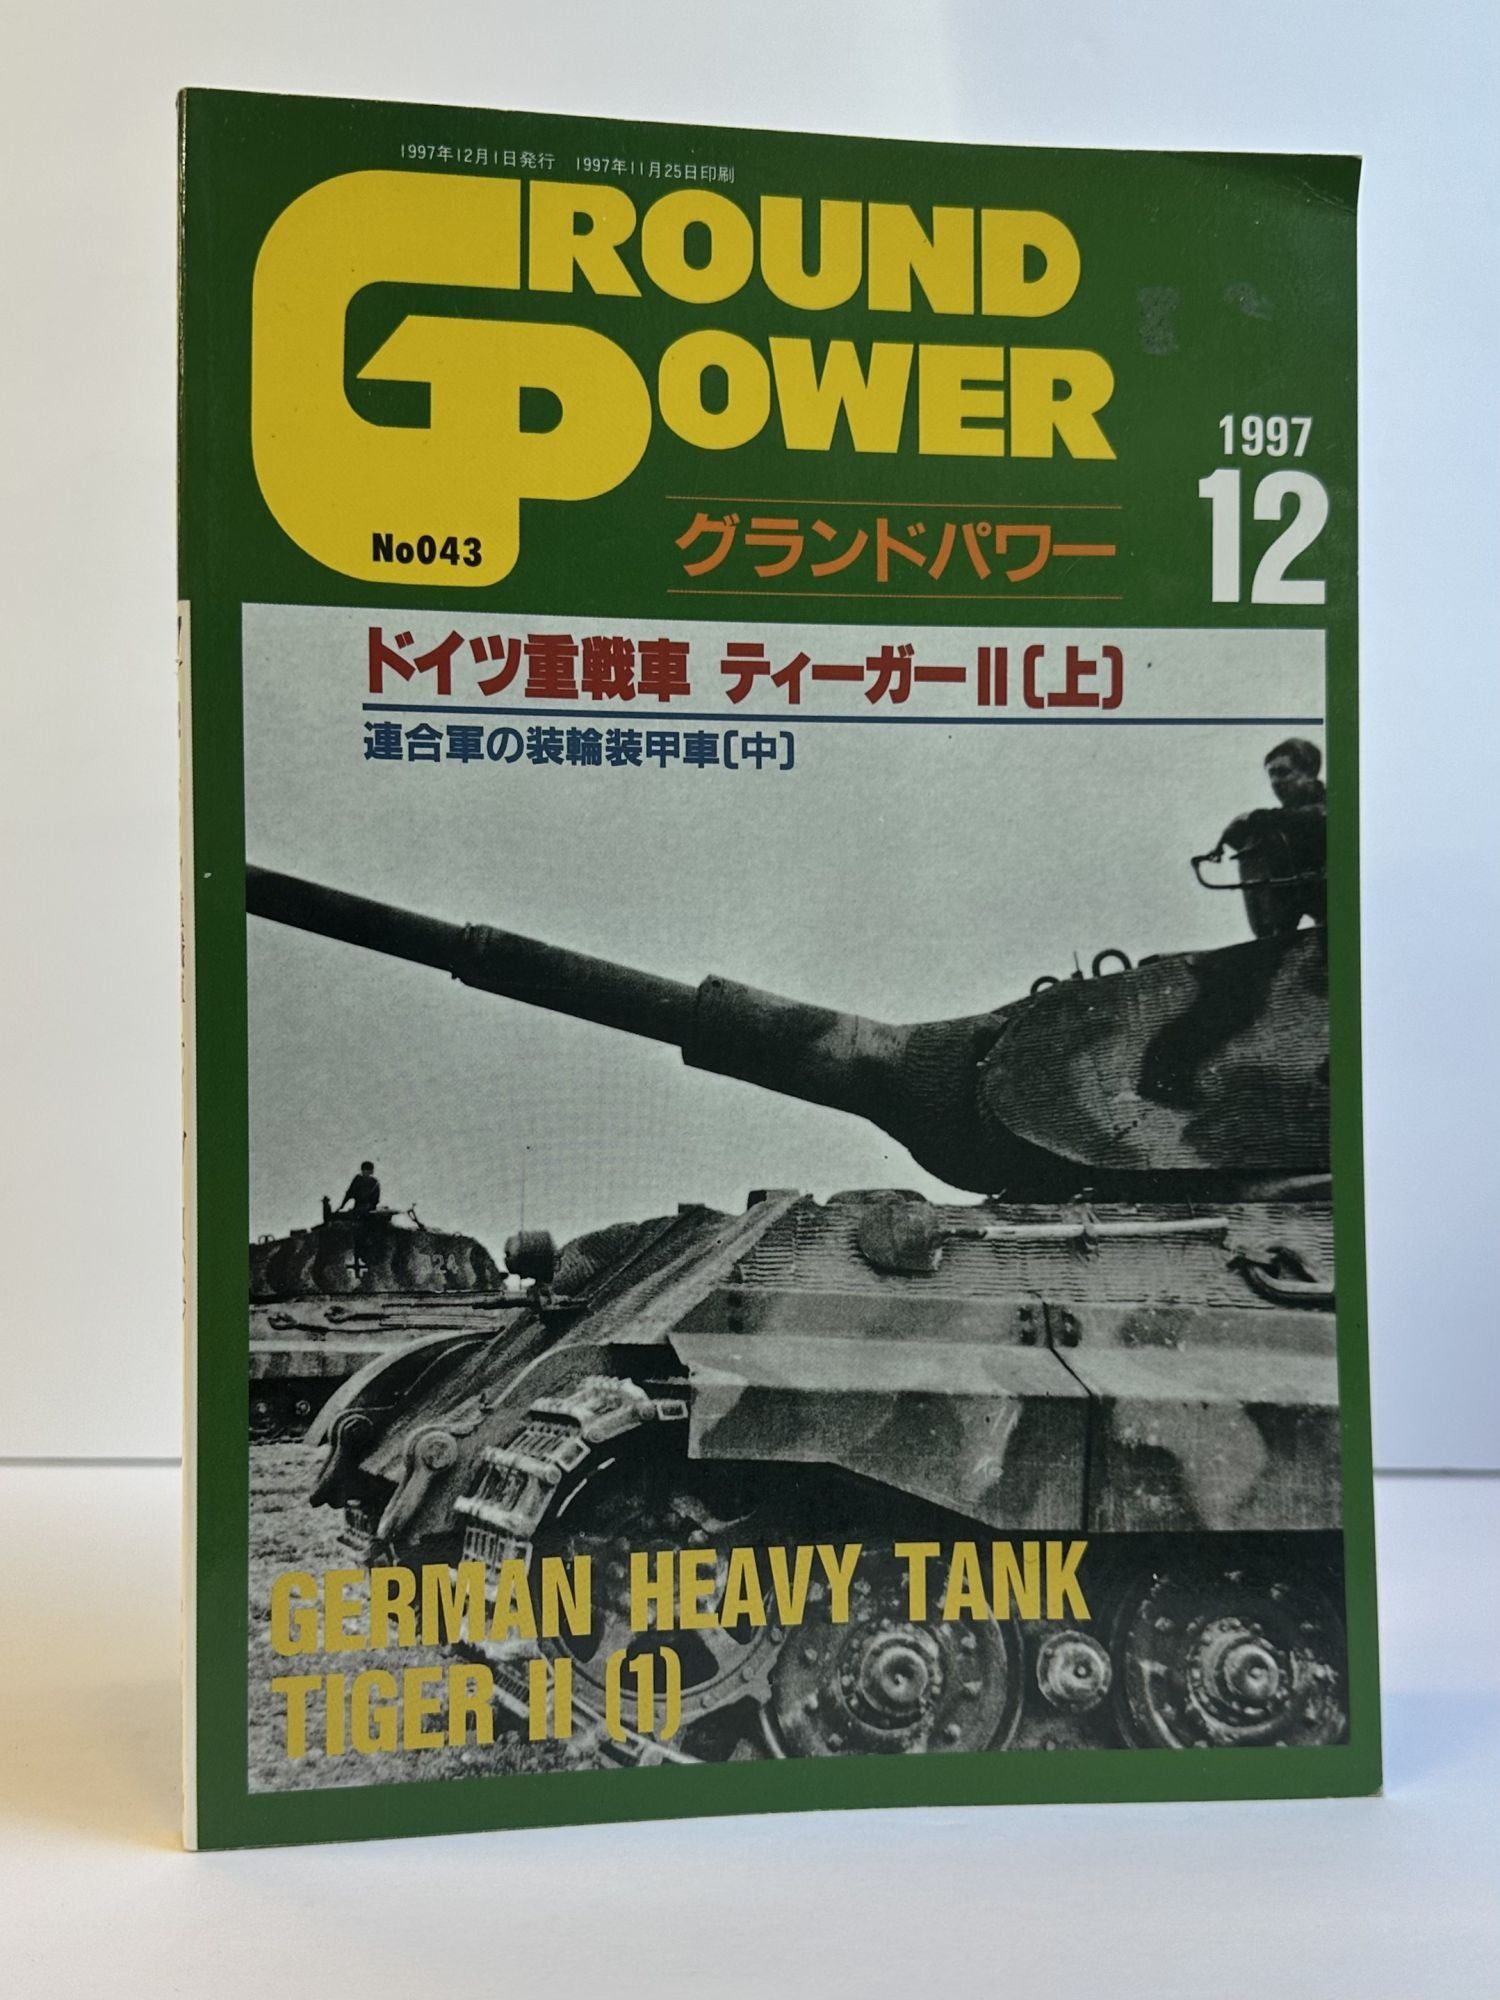 1997年12月1日発行 1997年11月25日印刷
GROUND
POWER
1997
12
グランドパワー
No043
ドイツ重戦車 ティーガーII〔上〕
連合軍の装輪装甲車〔中〕
GERMAN HEAVY TANK
TIGER II (1)